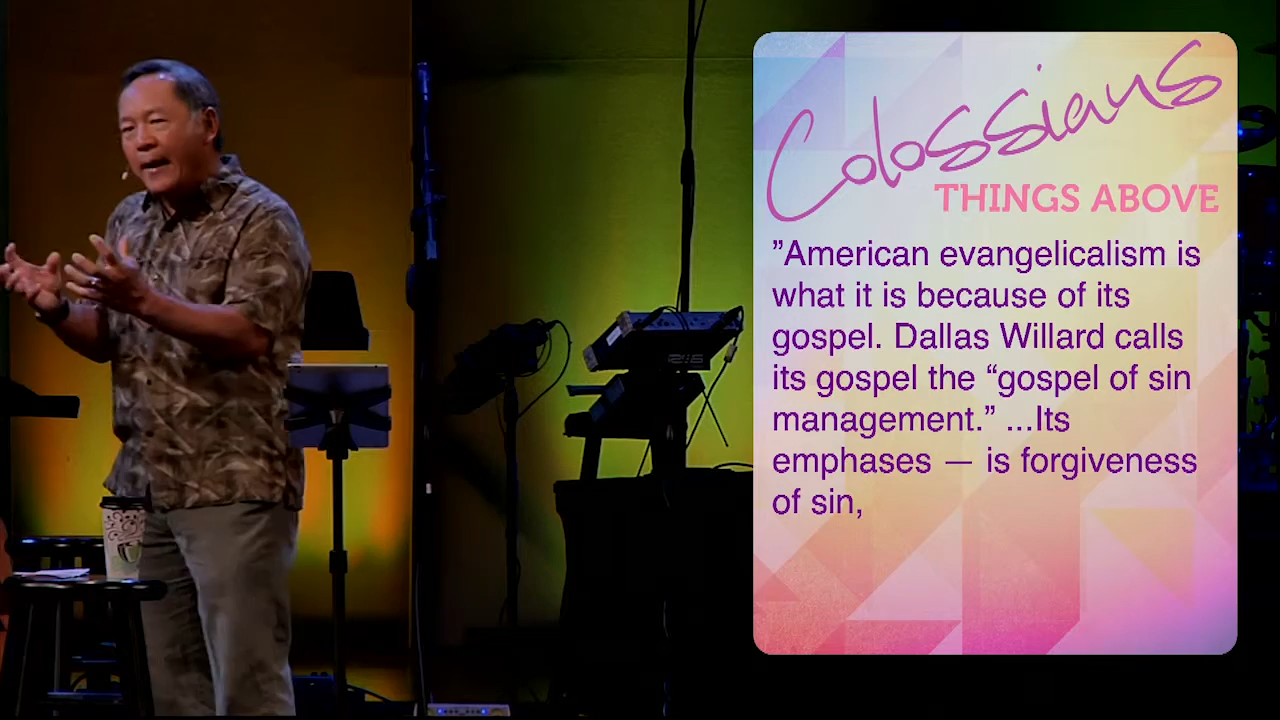 Colossians
THINGS ABOVE
”American evangelicalism is
what it is because of its
gospel. Dallas Willard calls
its gospel the “gospel of sin
management.” ...Its
emphases — is forgiveness
of sin,